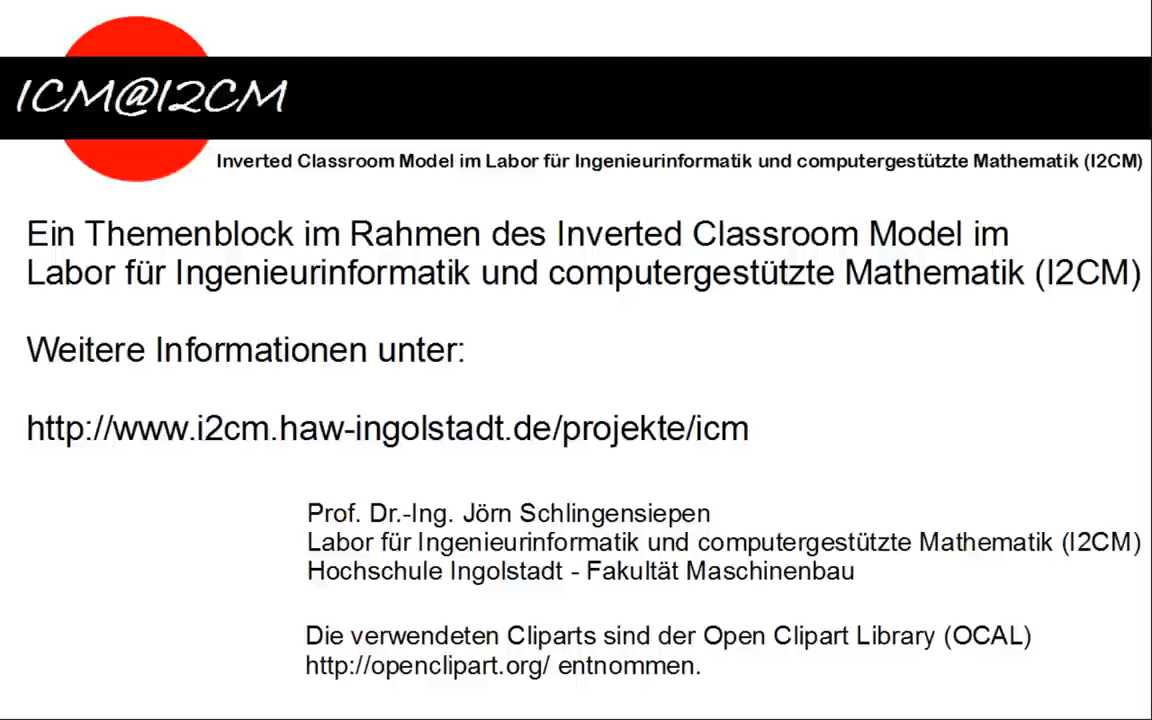 ICM@I2CM
Inverted Classroom Model im Labor für Ingenieurinformatik und computergestützte Mathematik (I2CM)
Ein Themenblock im Rahmen des Inverted Classroom Model im
Labor für Ingenieurinformatik und computergestützte Mathematik (I2CM)
Weitere Informationen unter:
http://www.i2cm.haw-ingolstadt.de/projekte/icm
Prof. Dr.-Ing. Jörn Schlingensiepen
Labor für Ingenieurinformatik und computergestützte Mathematik (I2CM)
Hochschule Ingolstadt - Fakultät Maschinenbau
Die verwendeten Cliparts sind der Open Clipart Library (OCAL)
http://openclipart.org/ entnommen.